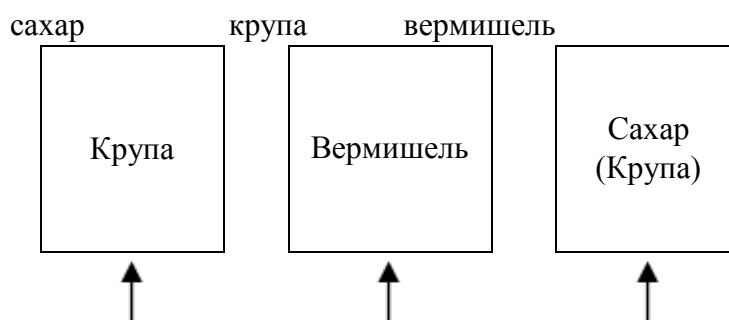 сахар крупа вермишель
Крупа
Вермишель
Сахар
(Крупа)